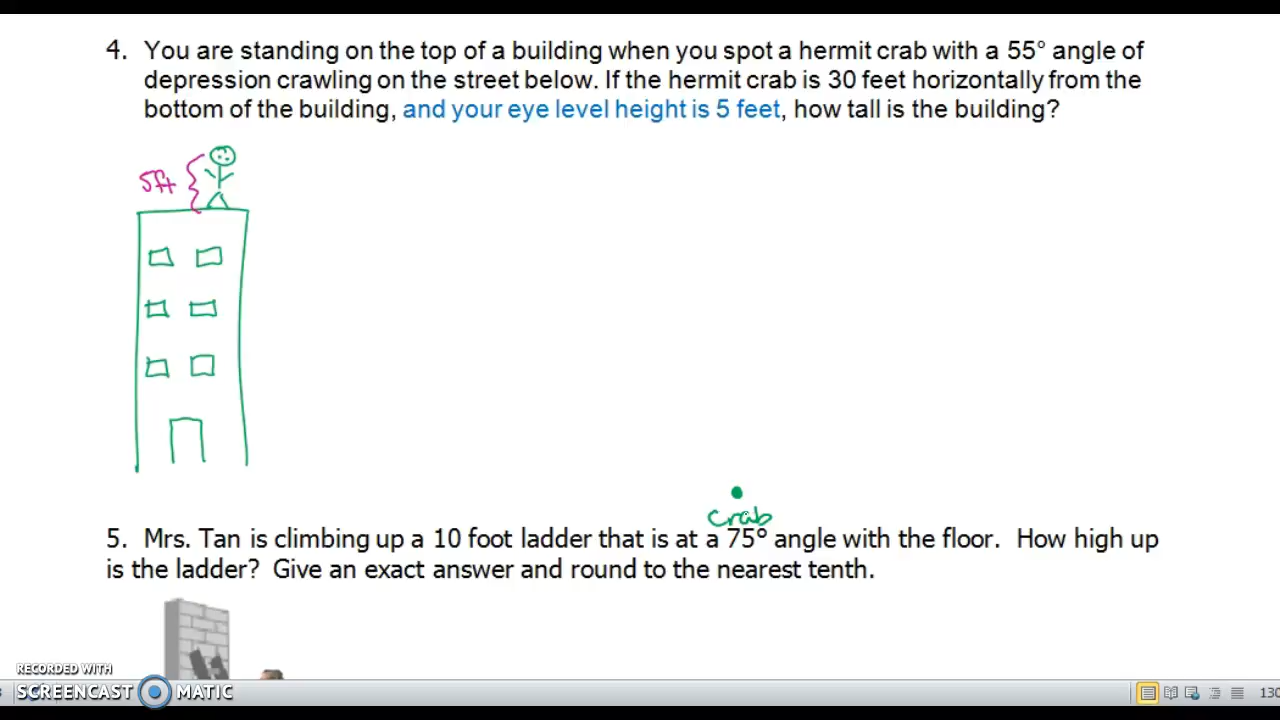 4. You are standing on the top of a building when you spot a hermit crab with a 55° angle of
depression crawling on the street below. If the hermit crab is 30 feet horizontally from the
bottom of the building, and your eye level height is 5 feet, how tall is the building?
5ft
crab
5. Mrs. Tan is climbing up a 10 foot ladder that is at a 75° angle with the floor. How high up
is the ladder? Give an exact answer and round to the nearest tenth.
RECORDED WITH
SCREENCAST MATIC
130